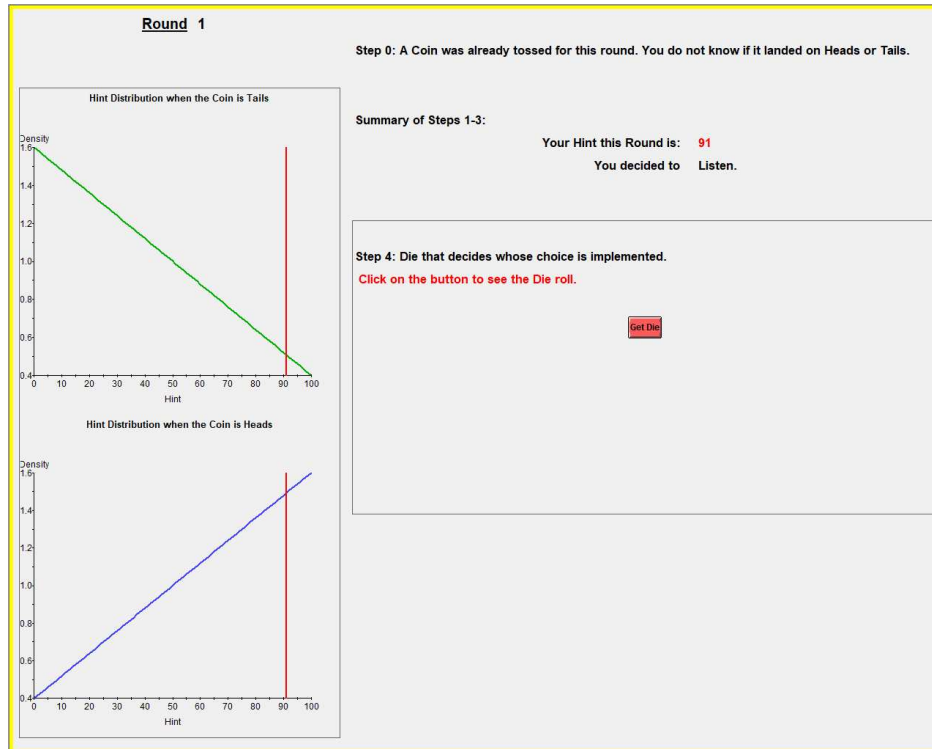 Round 1
Step 0: A Coin was already tossed for this round. You do not know if it landed on Heads or Tails.
Hint Distribution when the Coin is Tails
Density
1.6
1.4
1.2
1.0
0.8
0.6
0.4
0 10 20 30 40 50 60 70 80 90 100
Hint
Hint Distribution when the Coin is Heads
Density
1.6
1.4
1.2
1.0
0.8
0.6
0.4
0 10 20 30 40 50 60 70 80 90 100
Hint
Summary of Steps 1-3:
Your Hint this Round is: 91
You decided to Listen.
Step 4: Die that decides whose choice is implemented.
Click on the button to see the Die roll.
Get Die